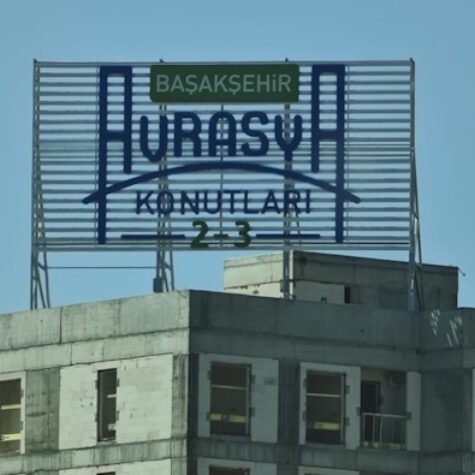 BAŞAKŞEHİR
AVRASYA
KONUTLARI
2+3